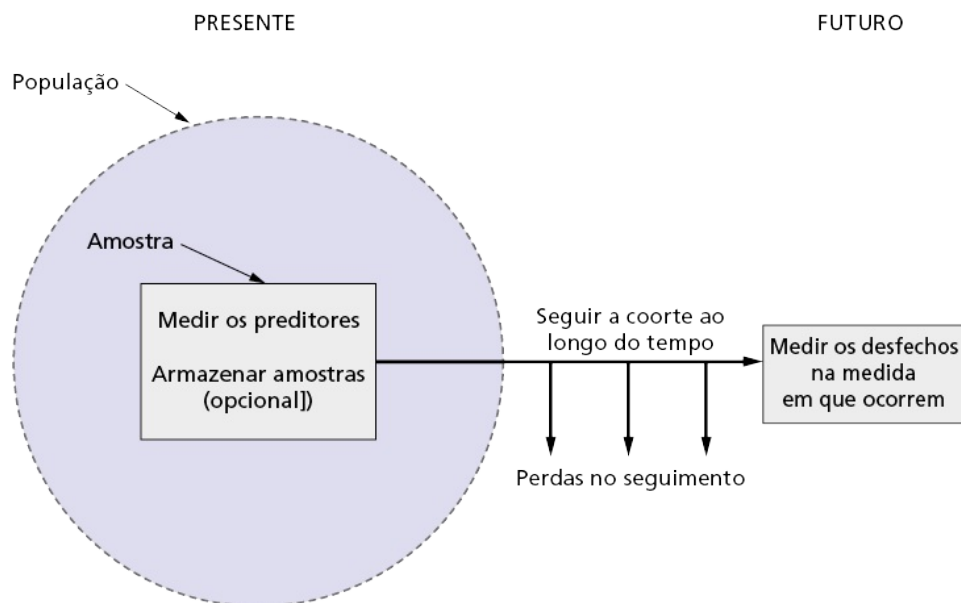 PRESENTE
FUTURO
População
Amostra
Medir os preditores
Armazenar amostras
(opcional])
Seguir a coorte ao
longo do tempo
Perdas no seguimento
Medir os desfechos
na medida
em que ocorrem